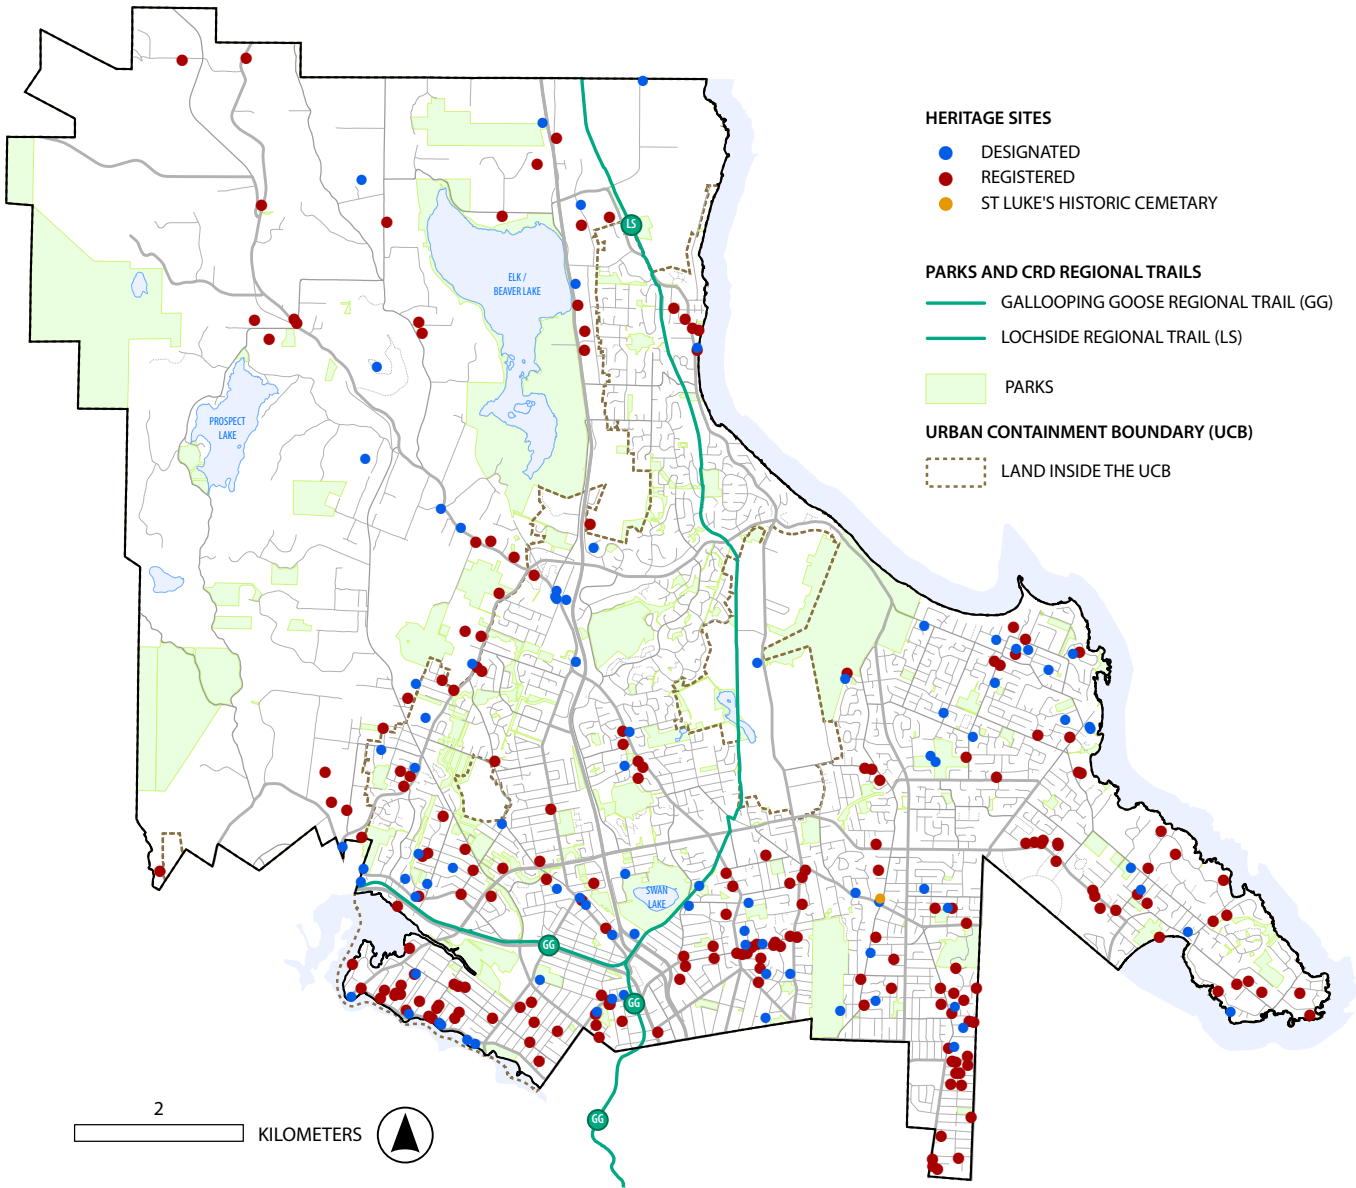 HERITAGE SITES
DESIGNATED
REGISTERED
ST LUKE'S HISTORIC CEMETARY
PARKS AND CRD REGIONAL TRAILS
GALLOOPING GOOSE REGIONAL TRAIL (GG)
LOCHSIDE REGIONAL TRAIL (LS)
PARKS
URBAN CONTAINMENT BOUNDARY (UCB)
LAND INSIDE THE UCB
LS
ELK /
BEAVER LAKE
PROSPECT
LAKE
SWAN
LAKE
GG
GG
GG
2
KILOMETERS